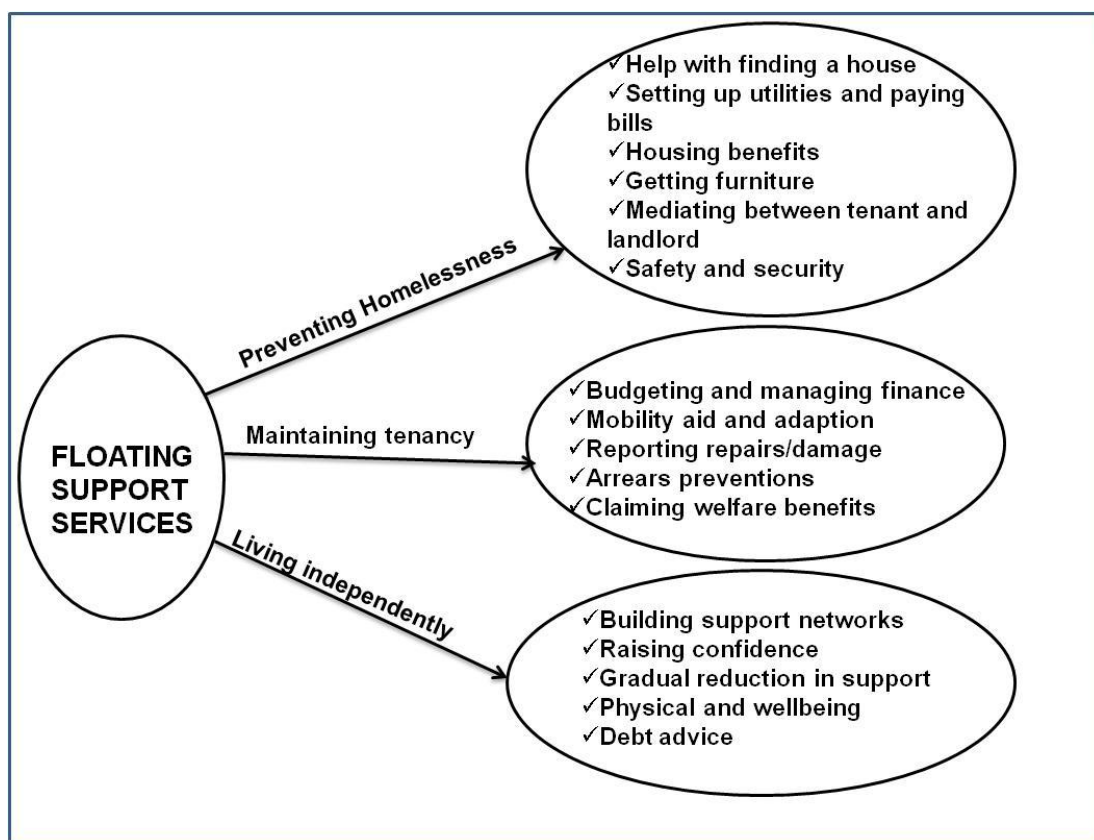 ✓Help with finding a house
✓Setting up utilities and paying
bills
✓Housing benefits
✓Getting furniture
✓Mediating between tenant and
landlord
✓Safety and security
Preventing Homelessness
FLOATING
SUPPORT
SERVICES
Maintaining tenancy
✓Budgeting and managing finance
✓Mobility aid and adaption
✓Reporting repairs/damage
✓Arrears preventions
✓Claiming welfare benefits
Living independently
✓Building support networks
✓Raising confidence
✓Gradual reduction in support
✓Physical and wellbeing
✓Debt advice